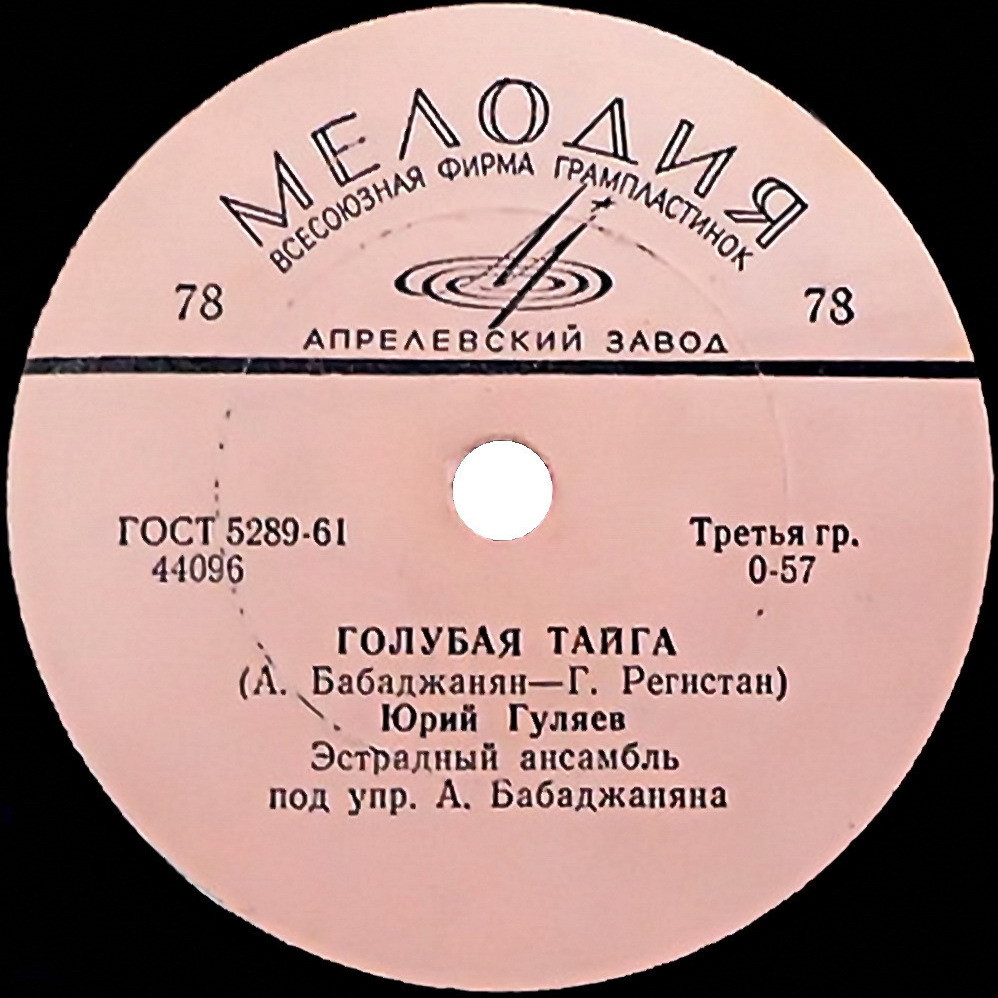 МЕЛОДИЯ
ВСЕСОЮЗНАЯ ФИРМА ГРАМПЛАСТИНОК
78 78
АПРЕЛЕВСКИЙ ЗАВОД
ГОСТ 5289-61 Третья гр.
44096 0-57
ГОЛУБАЯ ТАЙГА
(А. Бабаджанян—Г. Регистан)
Юрий Гуляев
Эстрадный ансамбль
под упр. А. Бабаджаняна